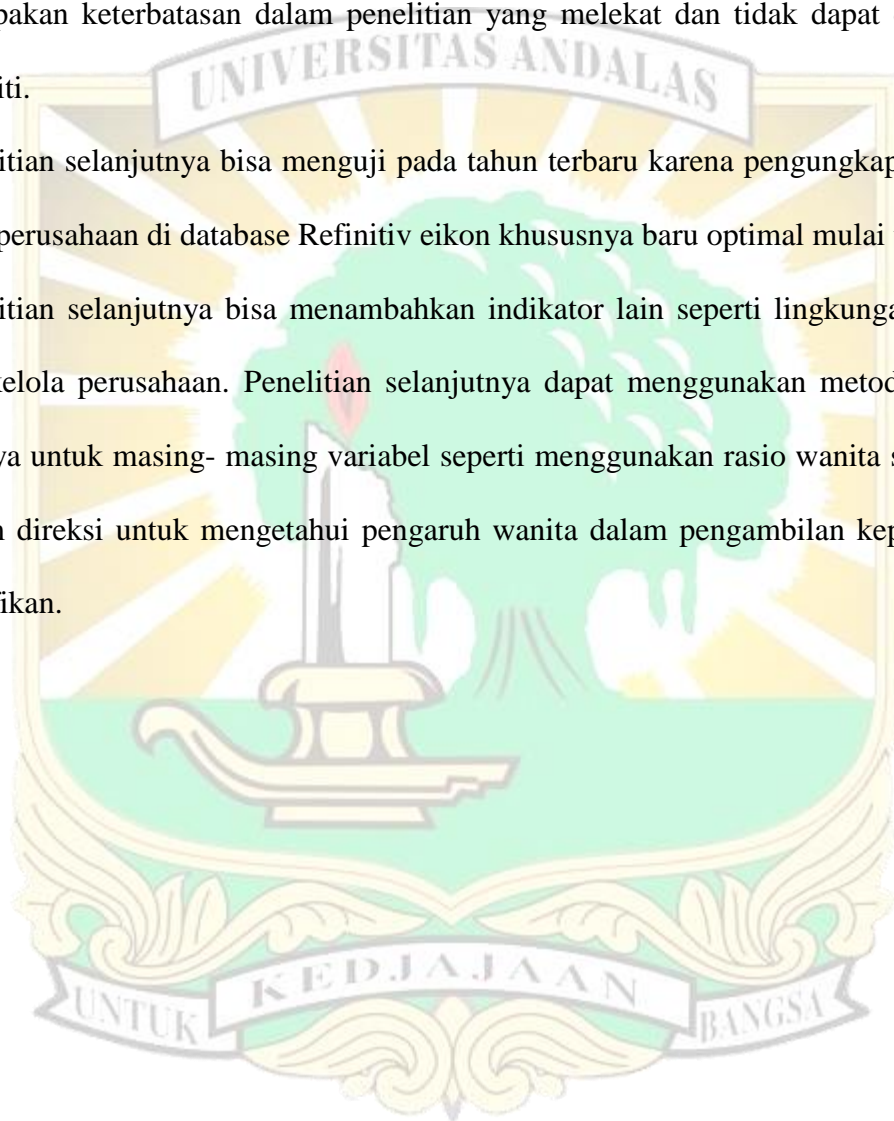 pakan keterbatasan dalam penelitian yang melekat dan tidak dapat
UNIVERSITAS ANDALAS
iti.
itian selanjutnya bisa menguji pada tahun terbaru karena pengungkap
perusahaan di database Refinitiv eikon khususnya baru optimal mulai
itian selanjutnya bisa menambahkan indikator lain seperti lingkunga
kelola perusahaan. Penelitian selanjutnya dapat menggunakan metod
ya untuk masing- masing variabel seperti menggunakan rasio wanita s
n direksi untuk mengetahui pengaruh wanita dalam pengambilan kep
fikan.
UNTUK KEDJAJAAN BANGSA